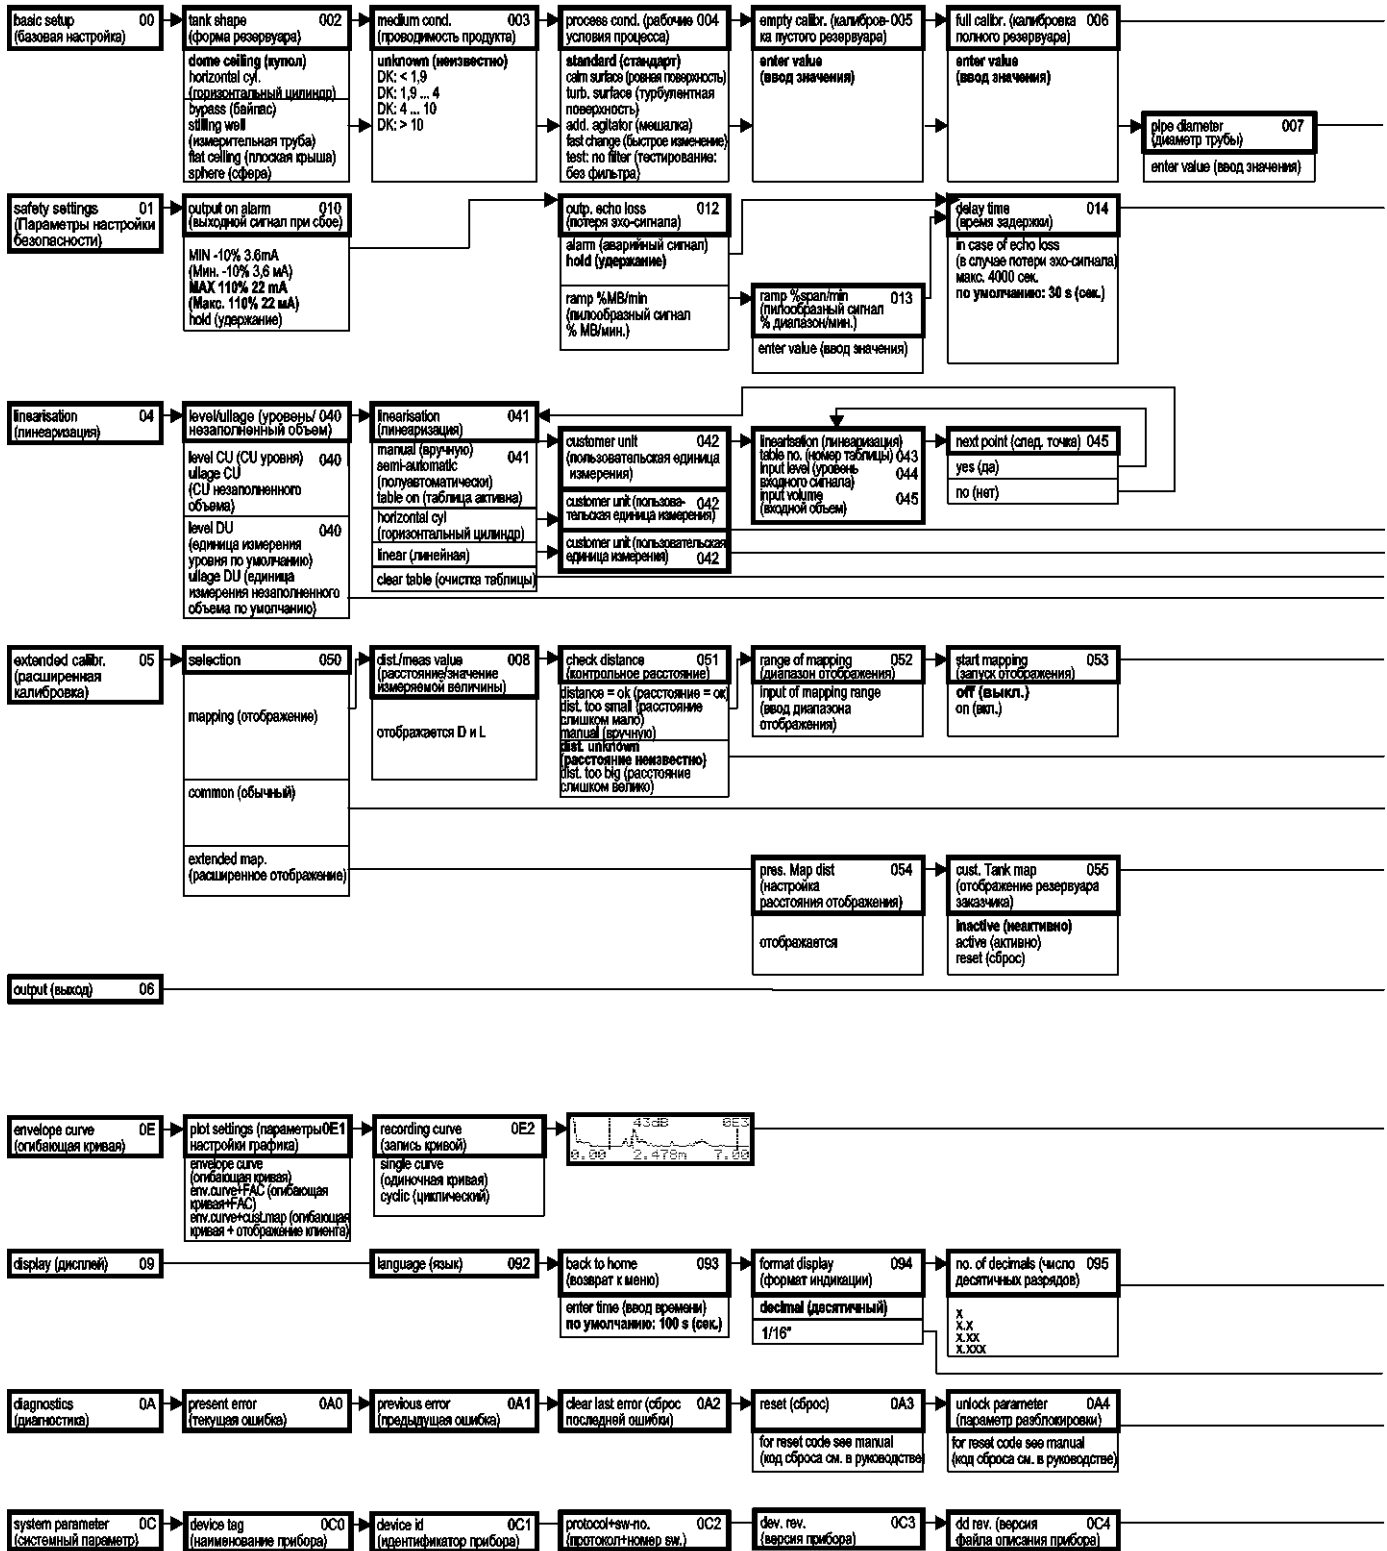 basic setup 00
(базовая настройка)
tank shape 002
(форма резервуара)
dome ceiling (купол)
horizontal cyl.
(горизонтальный цилиндр)
bypass (байпас)
stilling well
(измерительная труба)
flat ceiling (плоская крыша)
sphere (сфера)
medium cond. 003
(проводимость продукта)
unknown (неизвестно)
DK: < 1,9
DK: 1,9 ... 4
DK: 4 ... 10
DK: > 10
process cond. (рабочие 004
условия процесса)
standard (стандарт)
calm surface (ровная поверхность)
turb. surface (турбулентная
поверхность)
add. agitator (мешалка)
fast change (быстрое изменение)
test: no filter (тестирование:
без фильтра)
empty calibr. (калибров- 005
ка пустого резервуара)
enter value
(ввод значения)
full calibr. (калибровка 006
полного резервуара)
enter value
(ввод значения)
pipe diameter 007
(диаметр трубы)
enter value (ввод значения)
safety settings 01
(Параметры настройки
безопасности)
output on alarm 010
(выходной сигнал при сбое)
MIN -10% 3.6mA
(Мин. -10% 3,6 мА)
MAX 110% 22 mA
(Макс. 110% 22 мА)
hold (удержание)
outp. echo loss 012
(потеря эхо-сигнала)
alarm (аварийный сигнал)
hold (удержание)
ramp %MB/min
(пилообразный сигнал
% MB/мин.)
ramp %span/min 013
(пилообразный сигнал
% диапазон/мин.)
enter value (ввод значения)
delay time 014
(время задержки)
in case of echo loss
(в случае потери эхо-сигнала)
макс. 4000 сек.
по умолчанию: 30 s (сек.)
linearisation 04
(линеаризация)
level/ullage (уровень/ 040
незаполненный объем)
level CU (CU уровня) 040
ullage CU
(CU незаполненного
объема)
level DU 040
(единица измерения
уровня по умолчанию)
ullage DU (единица
измерения незаполненного
объема по умолчанию)
linearisation 041
(линеаризация)
manual (вручную) 041
semi-automatic
(полуавтоматически)
table on (таблица активна)
horizontal cyl
(горизонтальный цилиндр)
linear (линейная)
clear table (очистка таблицы)
customer unit 042
(пользовательская единица
измерения)
customer unit (пользова- 042
тельская единица измерения)
customer unit (пользовательская
единица измерения) 042
linearisation (линеаризация)
table no. (номер таблицы) 043
input level (уровень 044
входного сигнала)
input volume 045
(входной объем)
next point (след. точка) 045
yes (да)
no (нет)
extended calibr. 05
(расширенная
калибровка)
selection 050
mapping (отображение)
common (обычный)
extended map.
(расширенное отображение)
dist./meas value 008
(расстояние/значение
измеряемой величины)
отображается D и L
check distance 051
(контрольное расстояние)
distance = ok (расстояние = ок)
dist. too small (расстояние
слишком мало)
manual (вручную)
dist. unknown
(расстояние неизвестно)
dist. too big (расстояние
слишком велико)
range of mapping 052
(диапазон отображения)
input of mapping range
(ввод диапазона
отображения)
start mapping 053
(запуск отображения)
off (выкл.)
on (вкл.)
pres. Map dist 054
(настройка
расстояния отображения)
отображается
cust. Tank map 055
(отображение резервуара
заказчика)
inactive (неактивно)
active (активно)
reset (сброс)
output (выход) 06
envelope curve 0E
(огибающая кривая)
plot settings (параметры 0E1
настройки графика)
envelope curve
(огибающая кривая)
env.curve+FAC (огибающая
кривая+FAC)
env.curve+cust.map (огибающая
кривая + отображение клиента)
recording curve 0E2
(запись кривой)
single curve
(одиночная кривая)
cyclic (циклический)
43dB 0E3
0.00 2.478m 7.00
display (дисплей) 09
language (язык) 092
back to home 093
(возврат к меню)
enter time (ввод времени)
по умолчанию: 100 s (сек.)
format display 094
(формат индикации)
decimal (десятичный)
1/16"
no. of decimals (число 095
десятичных разрядов)
x
x.x
x.xx
x.xxx
diagnostics 0A
(диагностика)
present error 0A0
(текущая ошибка)
previous error 0A1
(предыдущая ошибка)
clear last error (сброс 0A2
последней ошибки)
reset (сброс) 0A3
for reset code see manual
(код сброса см. в руководстве)
unlock parameter 0A4
(параметр разблокировки)
for reset code see manual
(код сброса см. в руководстве)
system parameter 0C
(системный параметр)
device tag 0C0
(наименование прибора)
device id 0C1
(идентификатор прибора)
protocol+sw-no. 0C2
(протокол+номер sw.)
dev. rev. 0C3
(версия прибора)
dd rev. (версия 0C4
файла описания прибора)